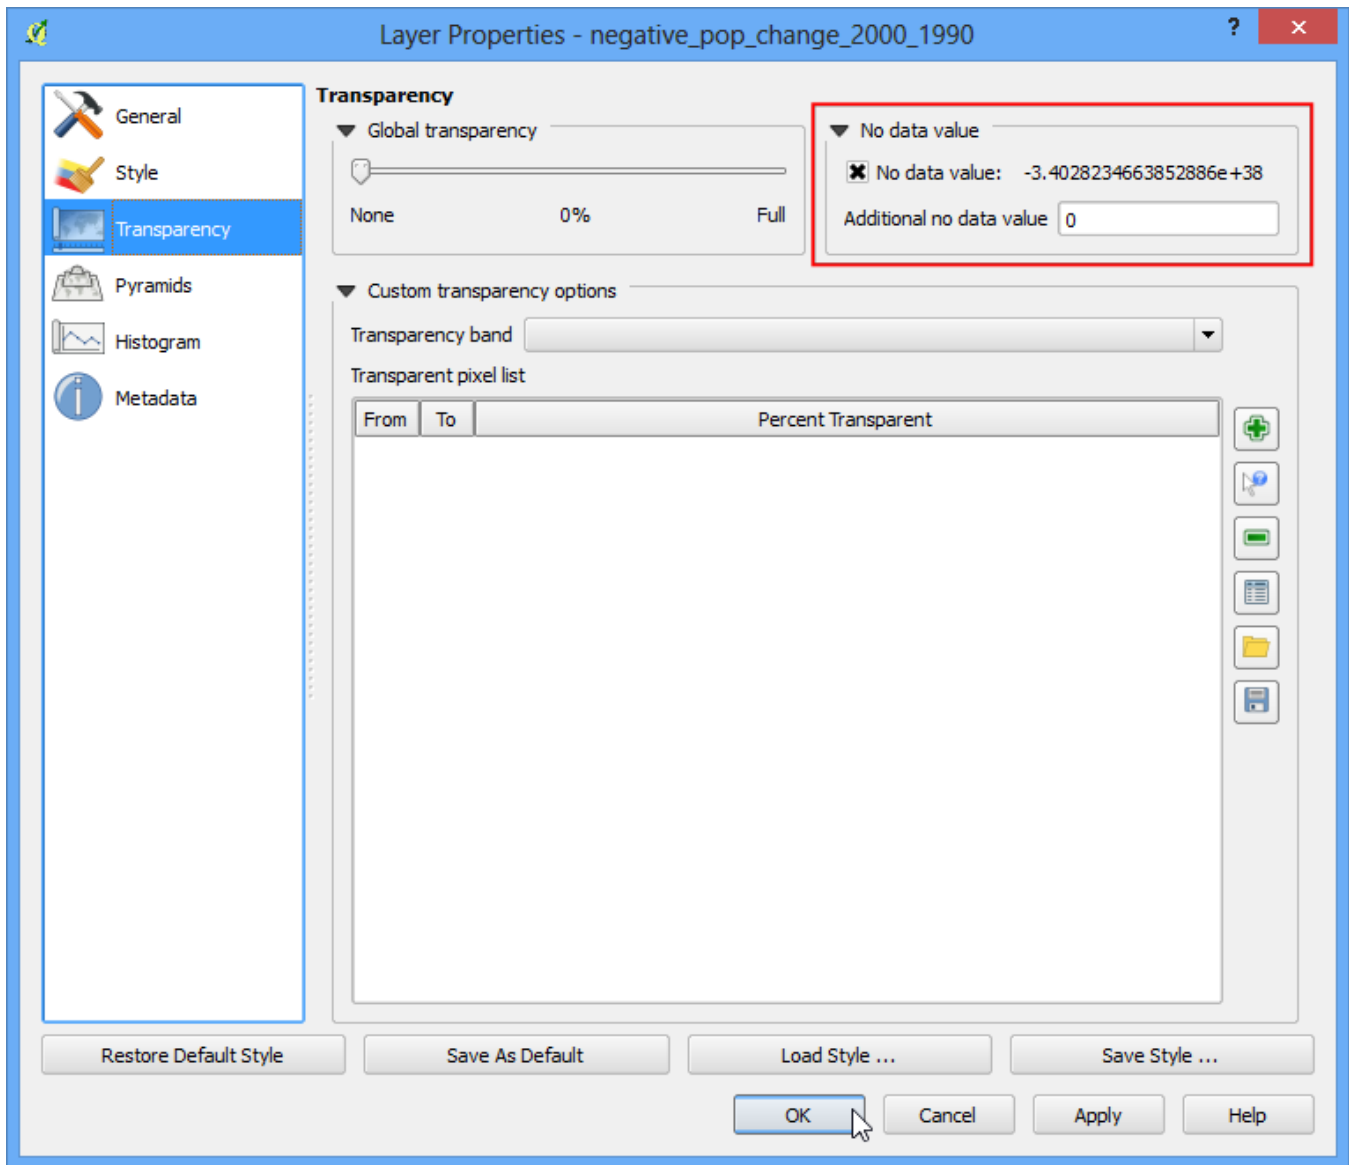 Layer Properties - negative_pop_change_2000_1990
?
General
Style
Transparency
Pyramids
Histogram
Metadata
Transparency
Global transparency
None 0% Full
No data value
No data value: -3.4028234663852886e+38
Additional no data value 0
Custom transparency options
Transparency band
Transparent pixel list
From To Percent Transparent
Restore Default Style Save As Default Load Style ... Save Style ...
OK Cancel Apply Help